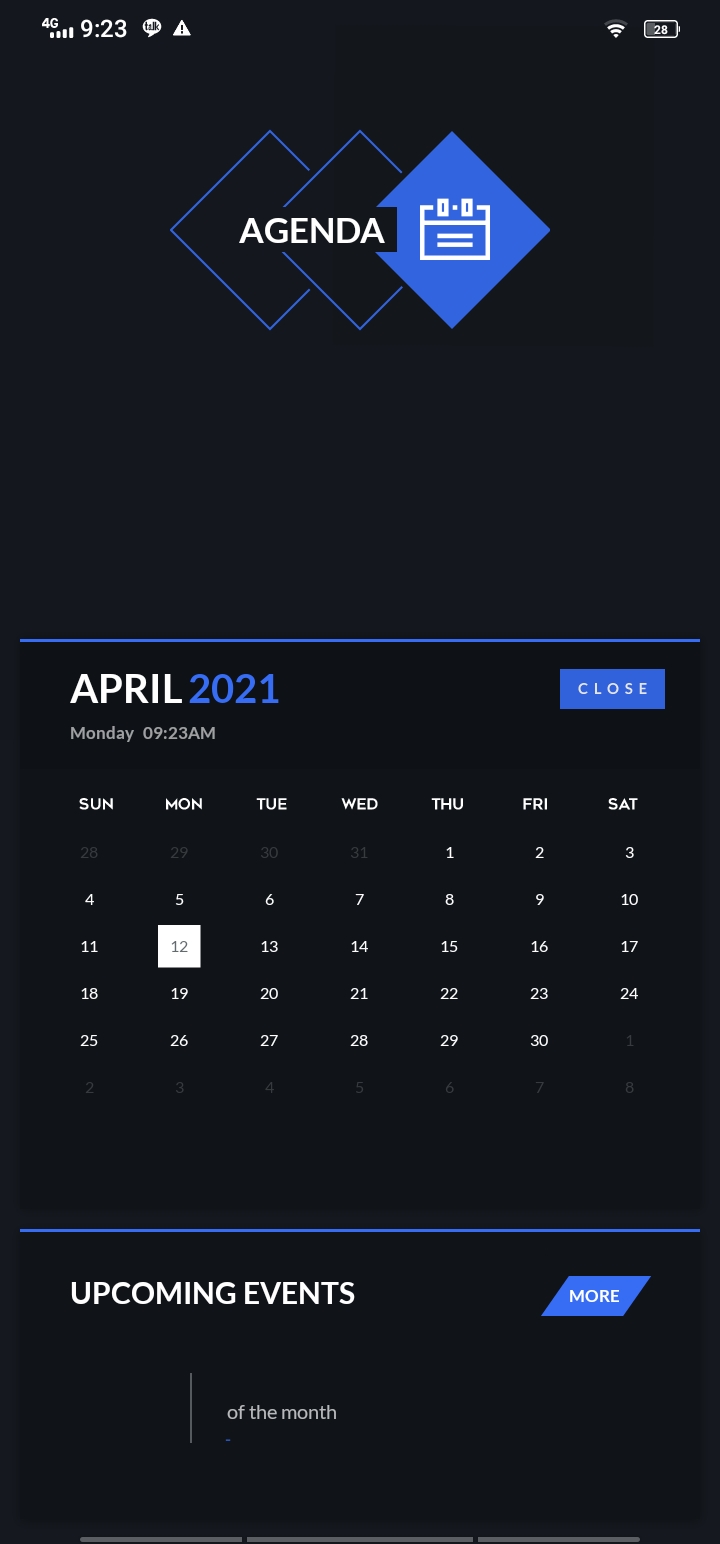 4G 9:23 talk 28
AGENDA
APRIL 2021
CLOSE
Monday 09:23AM
SUN MON TUE WED THU FRI SAT
28 29 30 31 1 2 3
4 5 6 7 8 9 10
11 12 13 14 15 16 17
18 19 20 21 22 23 24
25 26 27 28 29 30 1
2 3 4 5 6 7 8
UPCOMING EVENTS
MORE
of the month
-